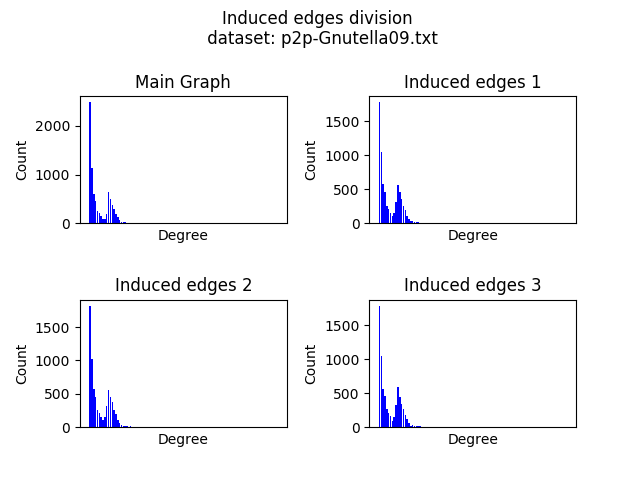 Induced edges division
dataset: p2p-Gnutella09.txt
Main Graph
Count
2000
1000
0
Degree
Induced edges 1
Count
1500
1000
500
0
Degree
Induced edges 2
Count
1500
1000
500
0
Degree
Induced edges 3
Count
1500
1000
500
0
Degree